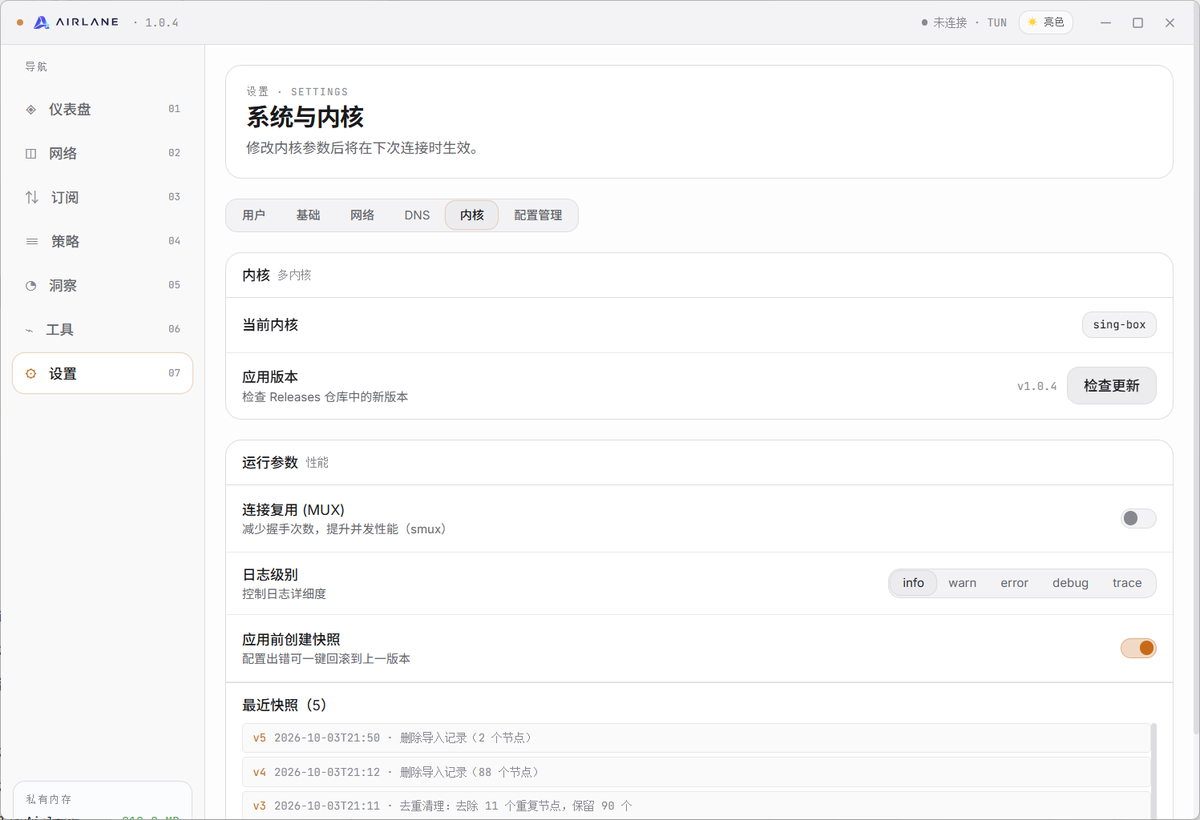 AIRLANE · 1.0.4
未连接 · TUN 亮色
导航
仪表盘 01
网络 02
订阅 03
策略 04
洞察 05
工具 06
设置 07
私有内存
设置 · SETTINGS
系统与内核
修改内核参数后将在下次连接时生效。
用户 基础 网络 DNS 内核 配置管理
内核 多内核
当前内核 sing-box
应用版本
检查 Releases 仓库中的新版本
v1.0.4 检查更新
运行参数 性能
连接复用 (MUX)
减少握手次数，提升并发性能（smux）
日志级别
控制日志详细度
info warn error debug trace
应用前创建快照
配置出错可一键回滚到上一版本
最近快照（5）
v5 2026-10-03T21:50 · 删除导入记录（2 个节点）
v4 2026-10-03T21:12 · 删除导入记录（88 个节点）
v3 2026-10-03T21:11 · 去重清理：去除 11 个重复节点，保留 90 个